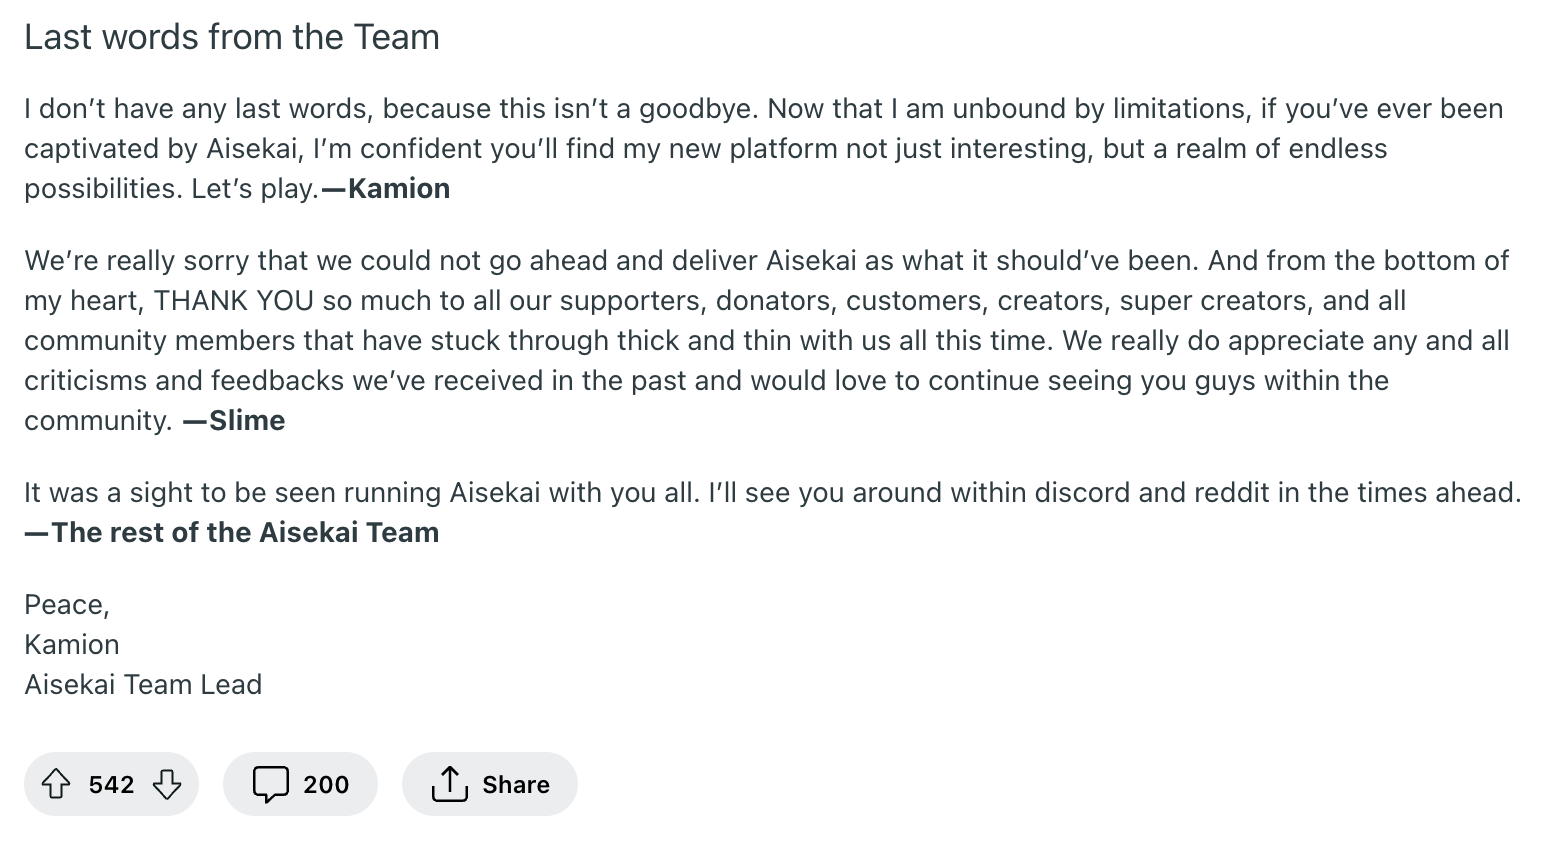 Last words from the Team
I don’t have any last words, because this isn’t a goodbye. Now that I am unbound by limitations, if you’ve ever been
captivated by Aisekai, I’m confident you’ll find my new platform not just interesting, but a realm of endless
possibilities. Let’s play.—Kamion
We’re really sorry that we could not go ahead and deliver Aisekai as what it should’ve been. And from the bottom of
my heart, THANK YOU so much to all our supporters, donators, customers, creators, super creators, and all
community members that have stuck through thick and thin with us all this time. We really do appreciate any and all
criticisms and feedbacks we’ve received in the past and would love to continue seeing you guys within the
community. —Slime
It was a sight to be seen running Aisekai with you all. I’ll see you around within discord and reddit in the times ahead.
—The rest of the Aisekai Team
Peace,
Kamion
Aisekai Team Lead
542 200 Share